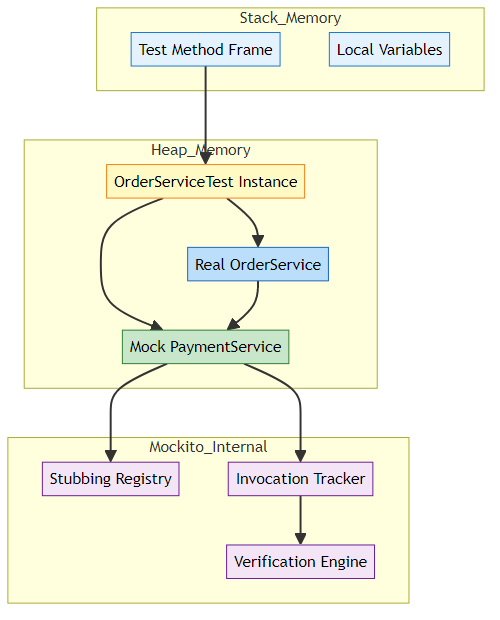 Stack_Memory
Test Method Frame
Local Variables
Heap_Memory
OrderServiceTest Instance
Real OrderService
Mock PaymentService
Mockito_Internal
Stubbing Registry
Invocation Tracker
Verification Engine